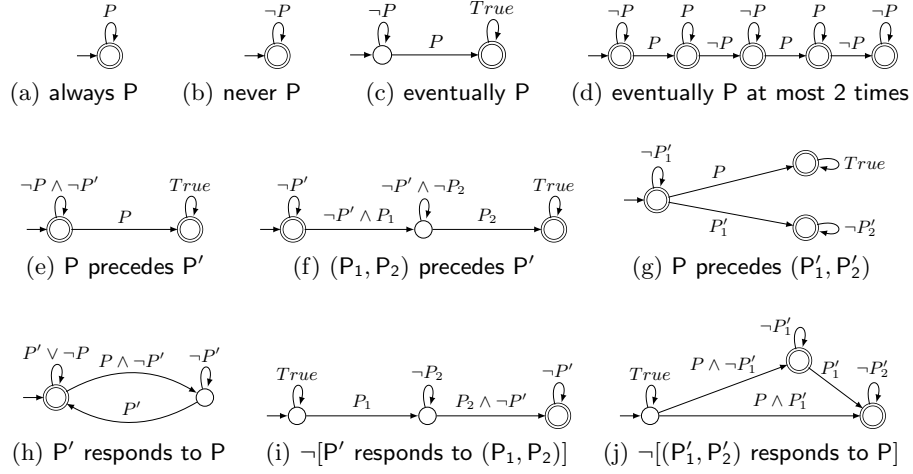 P ¬P ¬P True ¬P P ¬P P ¬P
P P ¬P P ¬P
(a) always P (b) never P (c) eventually P (d) eventually P at most 2 times
¬P ∧ ¬P′ True ¬P′ ¬P′ ∧ ¬P₂ True ¬P′₁
P ¬P′ ∧ P₁ P₂ P True
P′₁ ¬P′₂
(e) P precedes P′ (f) (P₁, P₂) precedes P′ (g) P precedes (P′₁, P′₂)
P′ ∨ ¬P P ∧ ¬P′ ¬P′ True ¬P₂ ¬P′ True P ∧ ¬P′₁ ¬P′₁ P′₁ ¬P′₂
P′ P₁ P₂ ∧ ¬P′ P ∧ P′₁
(h) P′ responds to P (i) ¬[P′ responds to (P₁, P₂)] (j) ¬[(P′₁, P′₂) responds to P]